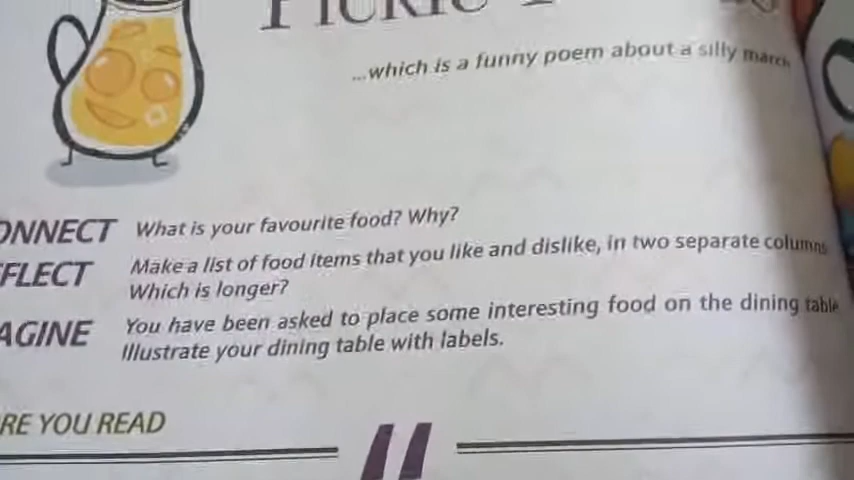 ...which is a funny poem about a silly march
ONNECT What is your favourite food? Why?
FLECT Make a list of food items that you like and dislike, in two separate columns
Which is longer?
AGINE You have been asked to place some interesting food on the dining table
Illustrate your dining table with labels.
RE YOU READ